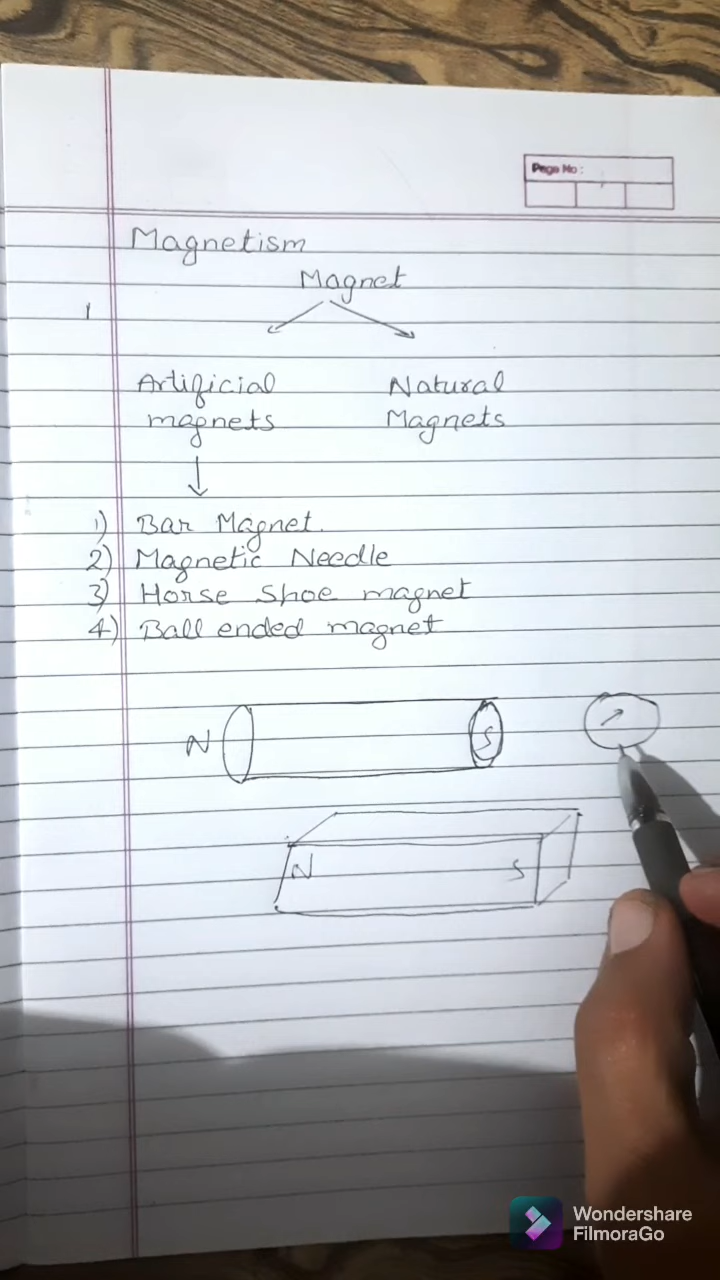 Page No :
Magnetism
Magnet
1
Artificial Natural
magnets Magnets
1) Bar Magnet.
2) Magnetic Needle
3) Horse Shoe magnet
4) Ball ended magnet
N S
N S
Wondershare
FilmoraGo